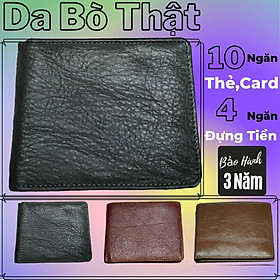 Da Bò Thật
10 Ngăn
Thẻ,Card
4 Ngăn
Đựng Tiền
Bảo Hành
3 Năm